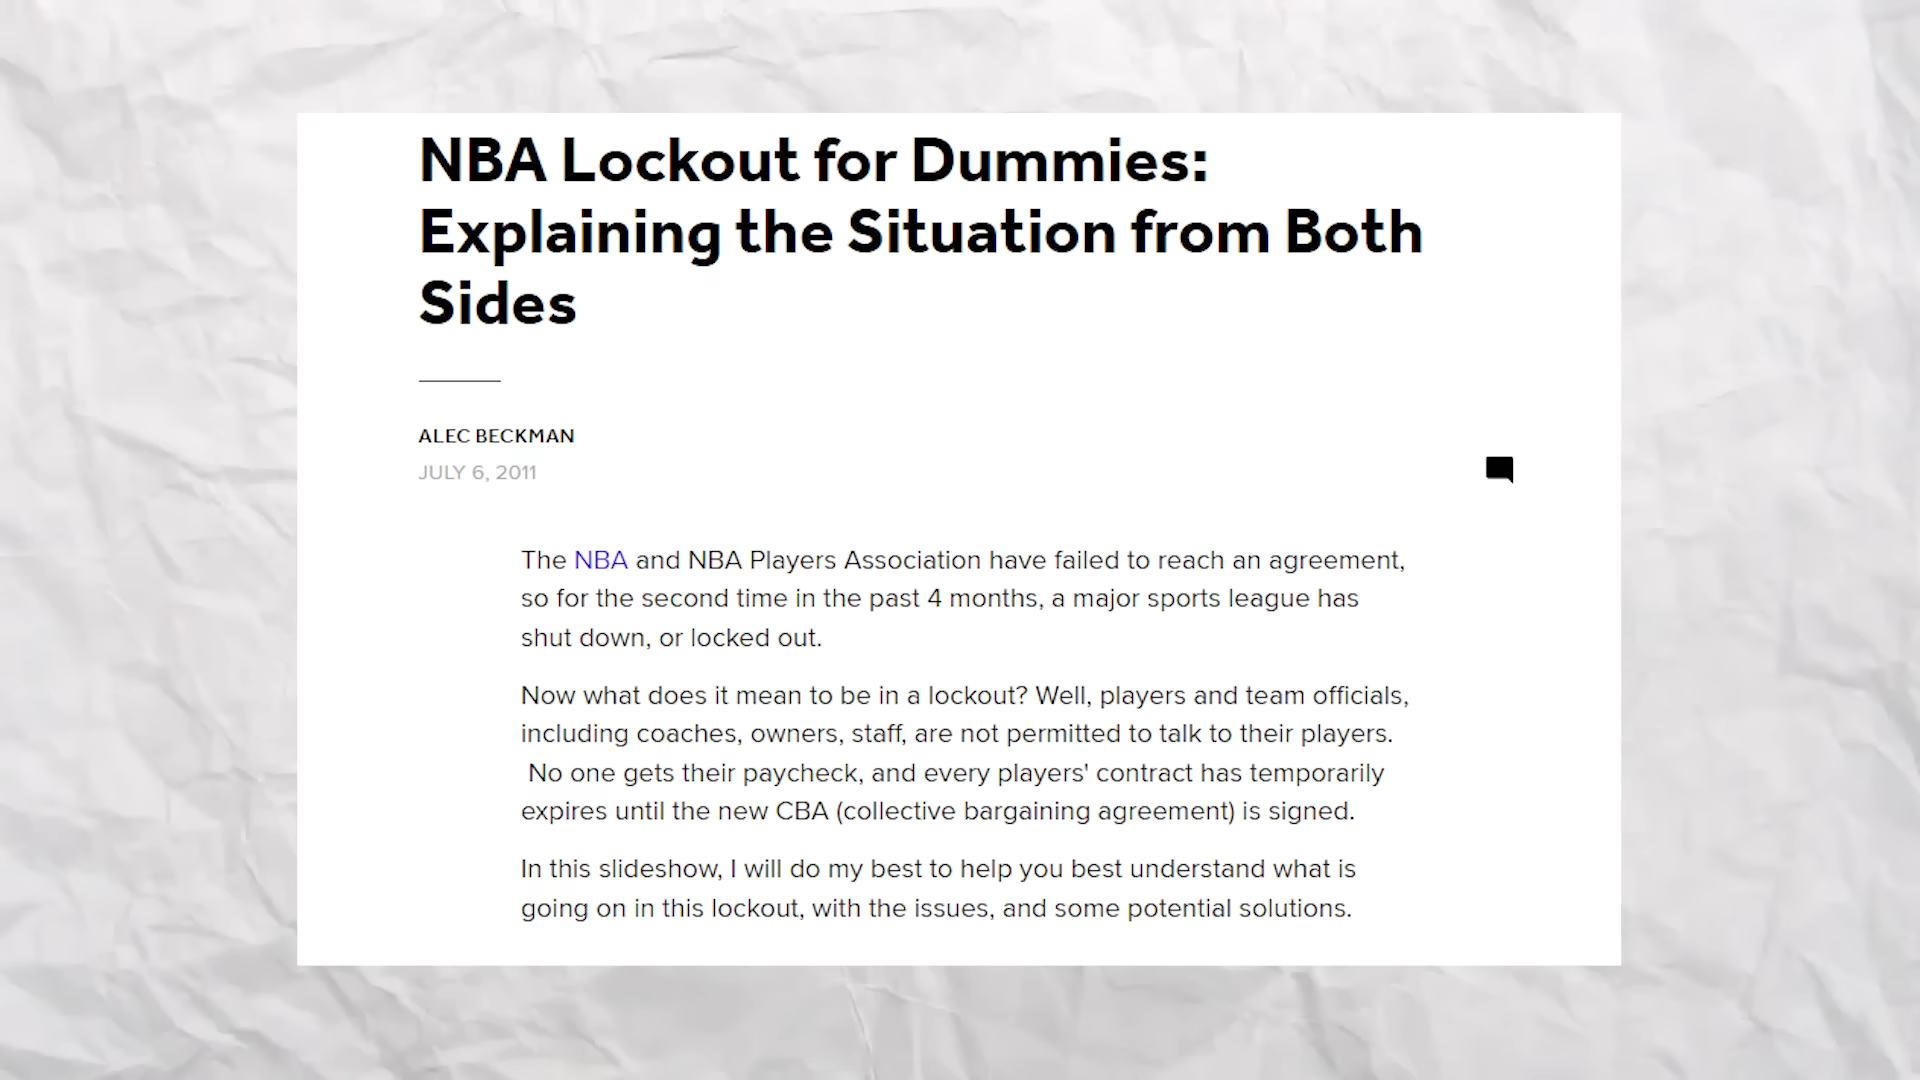 NBA Lockout for Dummies:
Explaining the Situation from Both
Sides
ALEC BECKMAN
JULY 6, 2011
The NBA and NBA Players Association have failed to reach an agreement,
so for the second time in the past 4 months, a major sports league has
shut down, or locked out.
Now what does it mean to be in a lockout? Well, players and team officials,
including coaches, owners, staff, are not permitted to talk to their players.
No one gets their paycheck, and every players' contract has temporarily
expires until the new CBA (collective bargaining agreement) is signed.
In this slideshow, I will do my best to help you best understand what is
going on in this lockout, with the issues, and some potential solutions.